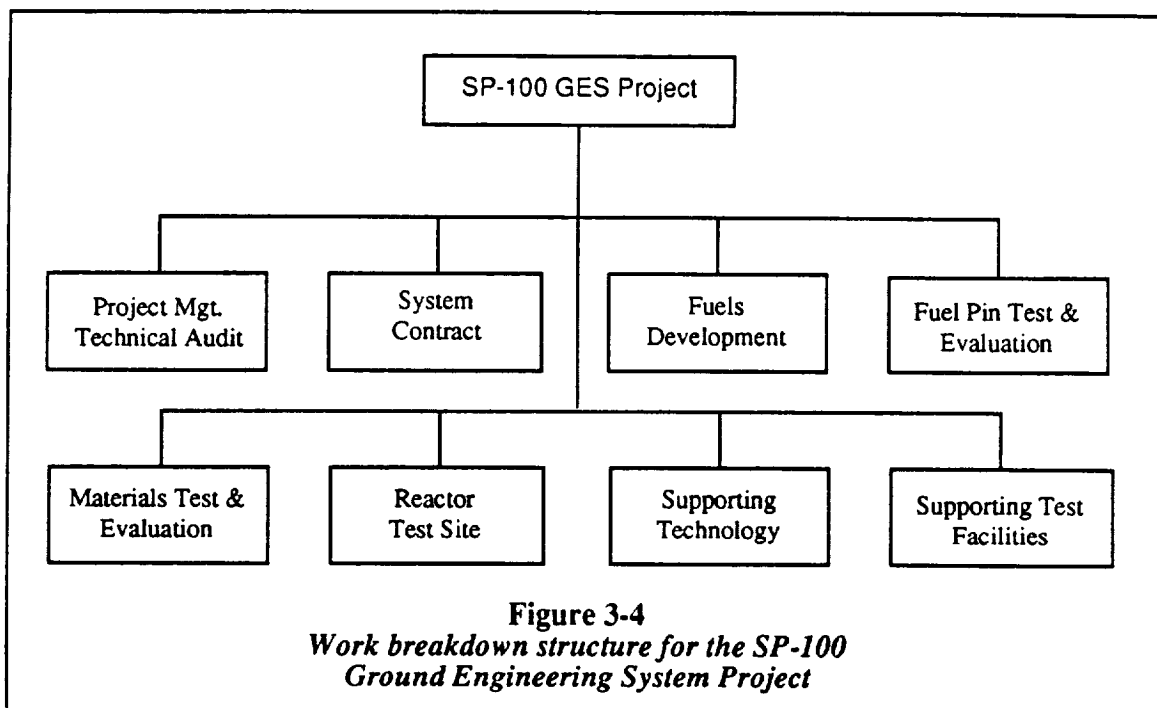 SP-100 GES Project
Project Mgt.
Technical Audit
System
Contract
Fuels
Development
Fuel Pin Test &
Evaluation
Materials Test &
Evaluation
Reactor
Test Site
Supporting
Technology
Supporting Test
Facilities
Figure 3-4
Work breakdown structure for the SP-100
Ground Engineering System Project